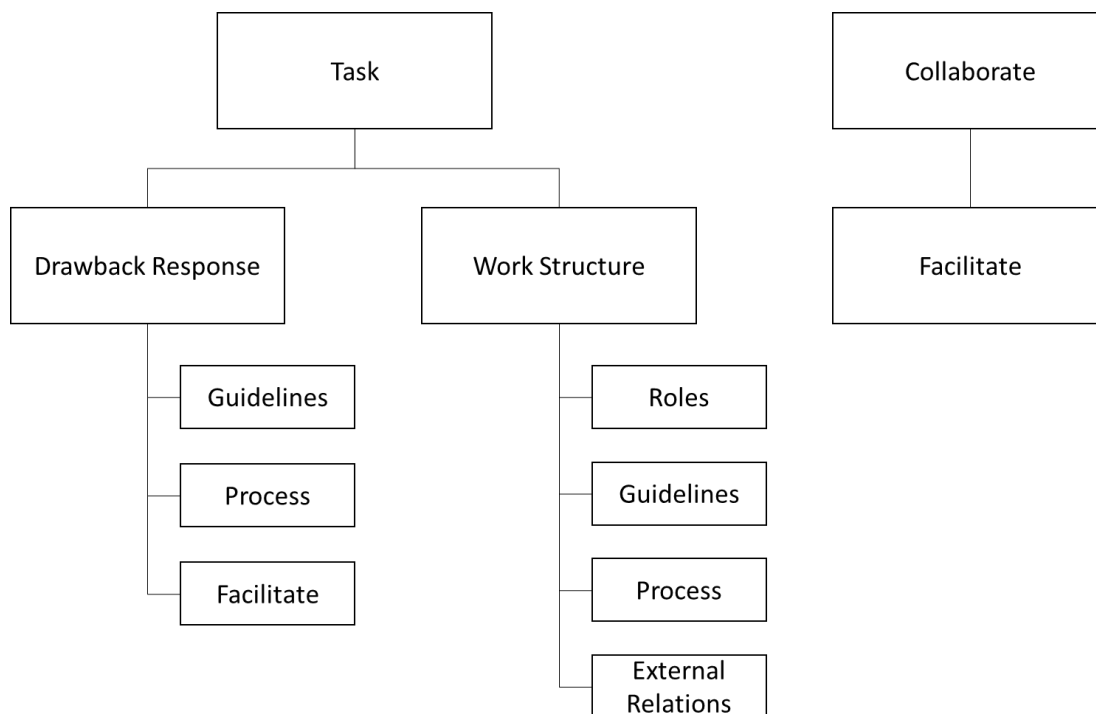 Task
Collaborate
Drawback Response
Work Structure
Facilitate
Guidelines
Roles
Process
Guidelines
Facilitate
Process
External
Relations